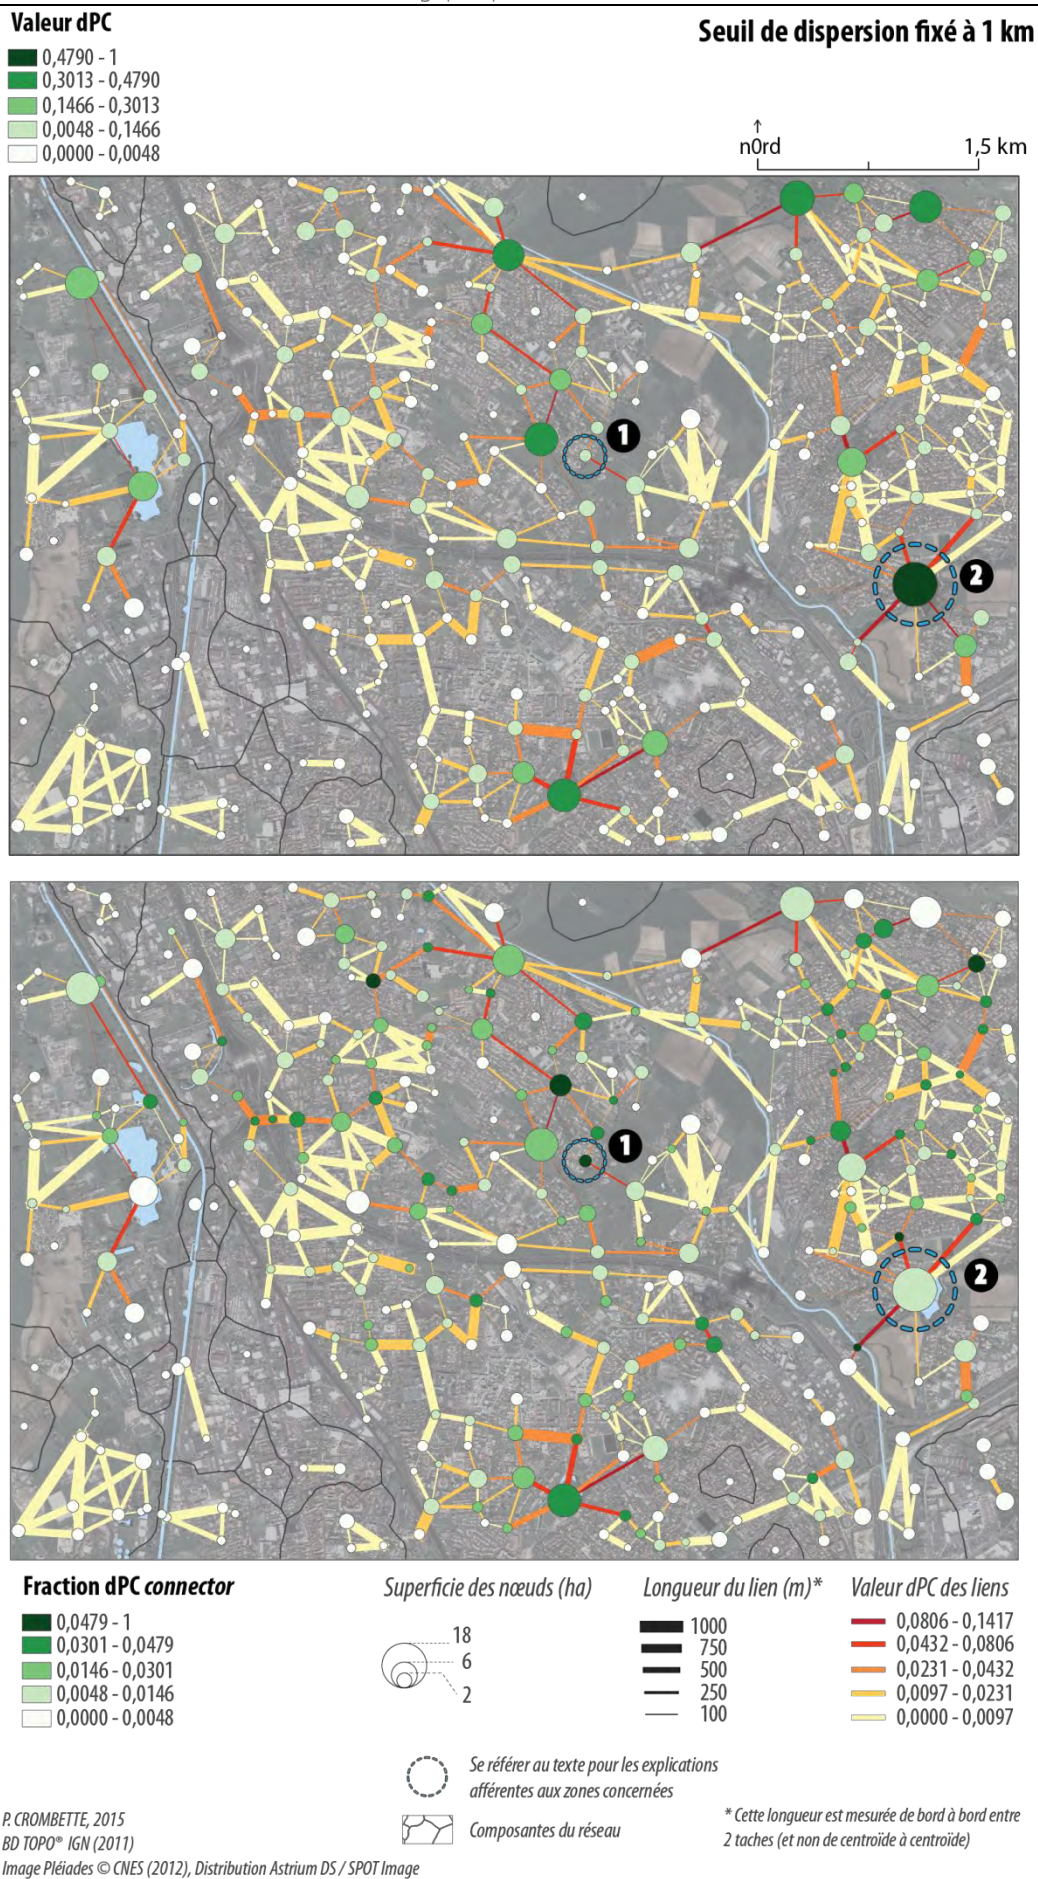 Valeur dPC
Seuil de dispersion fixé à 1 km
0,4790 - 1
0,3013 - 0,4790
0,1466 - 0,3013
0,0048 - 0,1466
0,0000 - 0,0048
n0rd
1,5 km
1
2
1
2
Fraction dPC connector
0,0479 - 1
0,0301 - 0,0479
0,0146 - 0,0301
0,0048 - 0,0146
0,0000 - 0,0048
Superficie des nœuds (ha)
18
6
2
Longueur du lien (m)*
1000
750
500
250
100
Valeur dPC des liens
0,0806 - 0,1417
0,0432 - 0,0806
0,0231 - 0,0432
0,0097 - 0,0231
0,0000 - 0,0097
Se référer au texte pour les explications
afférentes aux zones concernées
Composantes du réseau
* Cette longueur est mesurée de bord à bord entre
2 taches (et non de centroïde à centroïde)
P. CROMBETTE, 2015
BD TOPO® IGN (2011)
Image Pléiades © CNES (2012), Distribution Astrium DS / SPOT Image